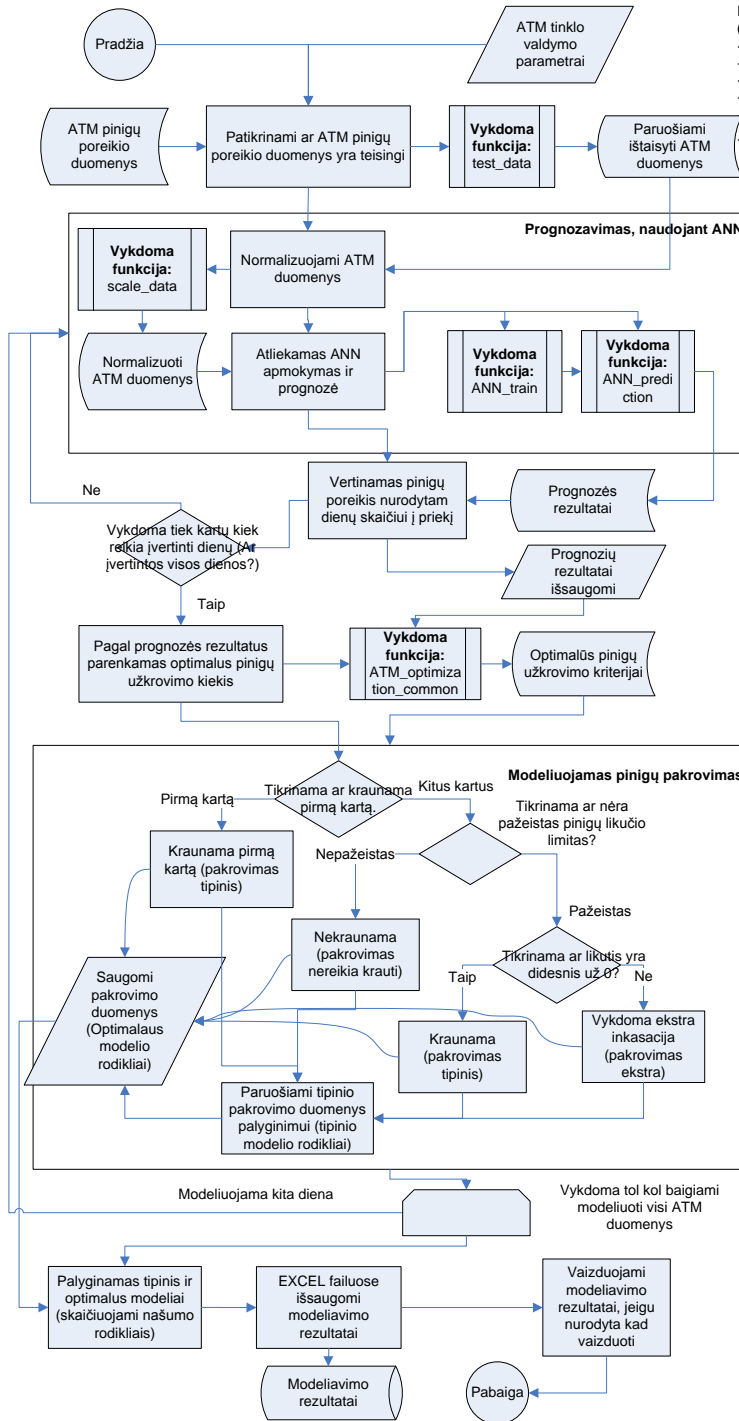 Pradžia
ATM tinklo
valdymo
parametrai
ATM pinigų
poreikio
duomenys
Patikrinami ar ATM pinigų
poreikio duomenys yra teisingi
Vykdoma
funkcija:
test_data
Paruošiami
ištaisyti ATM
duomenys
Prognozavimas, naudojant ANN
Vykdoma
funkcija:
scale_data
Normalizuojami ATM
duomenys
Normalizuoti
ATM duomenys
Atliekamas ANN
apmokymas ir
prognozė
Vykdoma
funkcija:
ANN_train
Vykdoma
funkcija:
ANN_predi
ction
Ne
Vertinamas pinigų
poreikis nurodytam
dienų skaičiui į priekį
Prognozės
rezultatai
Vykdoma tiek kartų kiek
reikia įvertinti dienų (Ar
įvertintos visos dienos?)
Prognozių
rezultatai
išsaugomi
Taip
Pagal prognozės rezultatus
parenkamas optimalus pinigų
užkrovimo kiekis
Vykdoma
funkcija:
ATM_optimiza
tion_common
Optimalūs pinigų
užkrovimo kriterijai
Modeliuojamas pinigų pakrovimas
Tikrinama ar kraunama
pirmą kartą.
Pirmą kartą
Kitus kartus
Tikrinama ar nėra
pažeistas pinigų likučio
limitas?
Kraunama pirmą
kartą (pakrovimas
tipinis)
Nepažeistas
Pažeistas
Nekraunama
(pakrovimas
nereikia krauti)
Tikrinama ar likutis yra
didesnis už 0?
Taip
Ne
Saugomi
pakrovimo
duomenys
(Optimalaus
modelio
rodikliai)
Kraunama
(pakrovimas
tipinis)
Vykdoma ekstra
inkasacija
(pakrovimas
ekstra)
Paruošiami tipinio
pakrovimo duomenys
palyginimui (tipinio
modelio rodikliai)
Modeliuojama kita diena
Vykdoma tol kol baigiami
modeliuoti visi ATM
duomenys
Palyginamas tipinis ir
optimalus modeliai
(skaičiuojami našumo
rodikliais)
EXCEL failuose
išsaugomi
modeliavimo
rezultatai
Vaizduojami
modeliavimo
rezultatai, jeigu
nurodyta kad
vaizduoti
Modeliavimo
rezultatai
Pabaiga